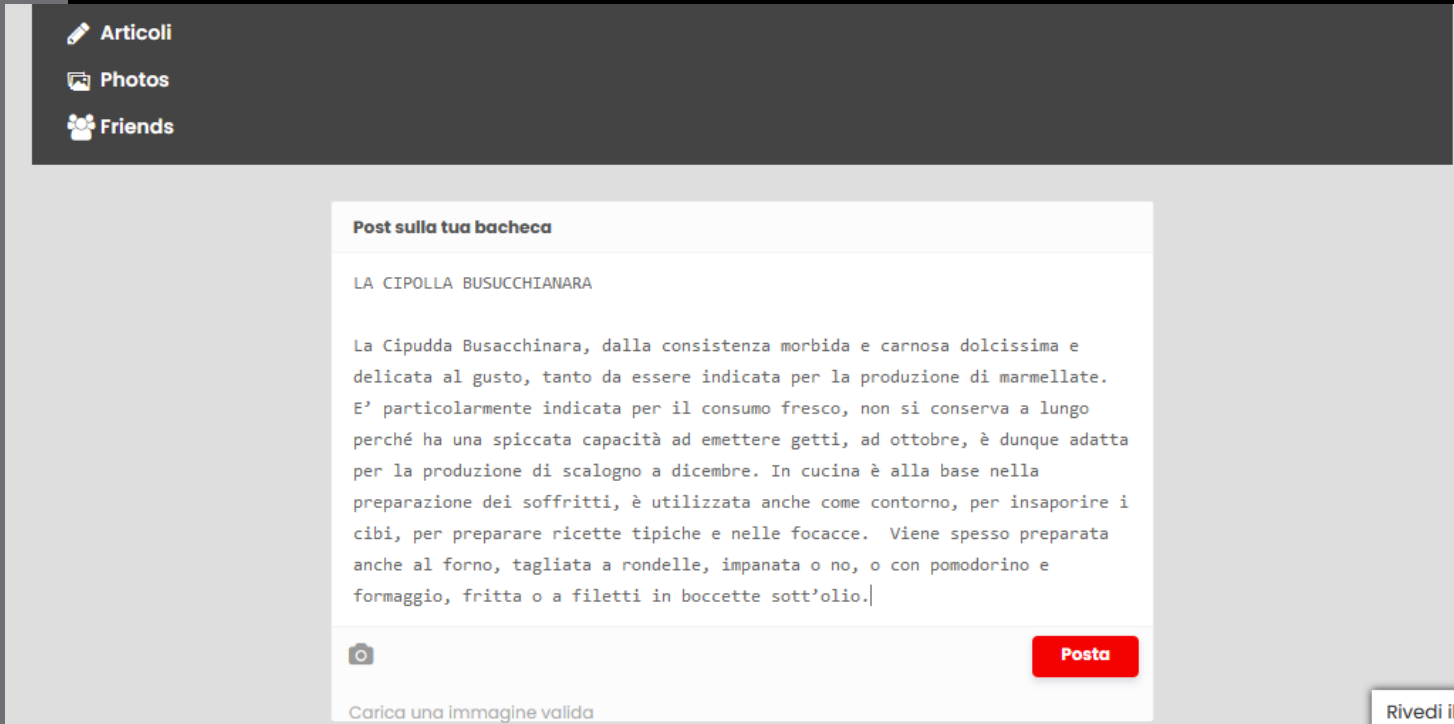 Articoli
Photos
Friends
Post sulla tua bacheca
LA CIPOLLA BUSUCCHIANARA
La Cipudda Busacchinara, dalla consistenza morbida e carnosa dolcissima e
delicata al gusto, tanto da essere indicata per la produzione di marmellate.
E’ particolarmente indicata per il consumo fresco, non si conserva a lungo
perché ha una spiccata capacità ad emettere getti, ad ottobre, è dunque adatta
per la produzione di scalogno a dicembre. In cucina è alla base nella
preparazione dei soffritti, è utilizzata anche come contorno, per insaporire i
cibi, per preparare ricette tipiche e nelle focacce.  Viene spesso preparata
anche al forno, tagliata a rondelle, impanata o no, o con pomodorino e
formaggio, fritta o a filetti in boccette sott’olio.
Posta
Carica una immagine valida
Rivedi il